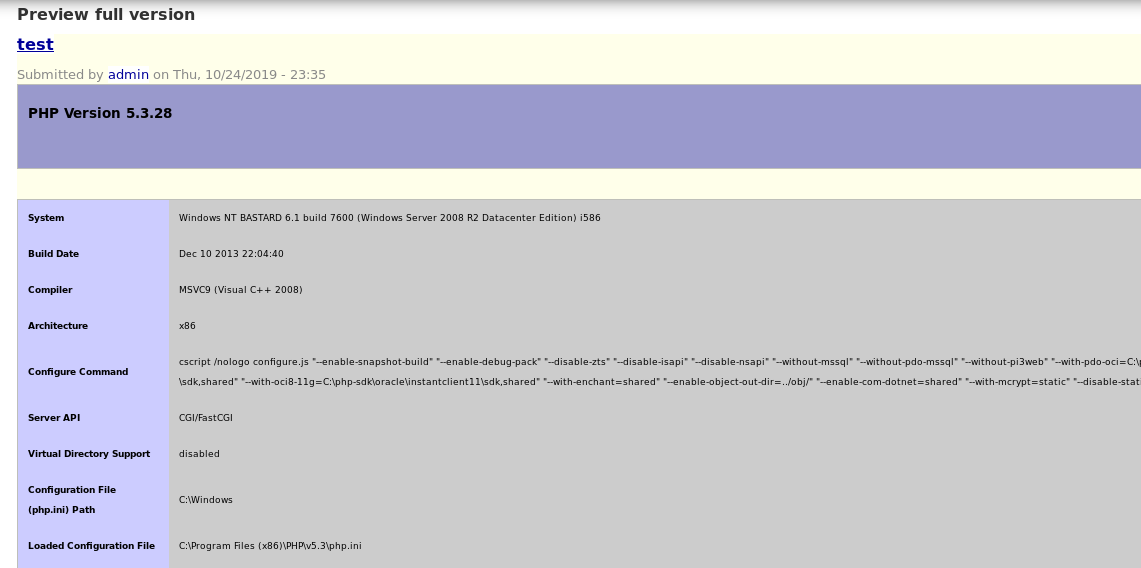 Preview full version
test
Submitted by admin on Thu, 10/24/2019 - 23:35
PHP Version 5.3.28
System Windows NT BASTARD 6.1 build 7600 (Windows Server 2008 R2 Datacenter Edition) i586
Build Date Dec 10 2013 22:04:40
Compiler MSVC9 (Visual C++ 2008)
Architecture x86
Configure Command cscript /nologo configure.js "--enable-snapshot-build" "--enable-debug-pack" "--disable-zts" "--disable-isapi" "--disable-nsapi" "--without-mssql" "--without-pdo-mssql" "--without-pi3web" "--with-pdo-oci=C:\
\sdk,shared" "--with-oci8-11g=C:\php-sdk\oracle\instantclient11\sdk,shared" "--with-enchant=shared" "--enable-object-out-dir=../obj/" "--enable-com-dotnet=shared" "--with-mcrypt=static" "--disable-stati
Server API CGI/FastCGI
Virtual Directory Support disabled
Configuration File
(php.ini) Path C:\Windows
Loaded Configuration File C:\Program Files (x86)\PHP\v5.3\php.ini